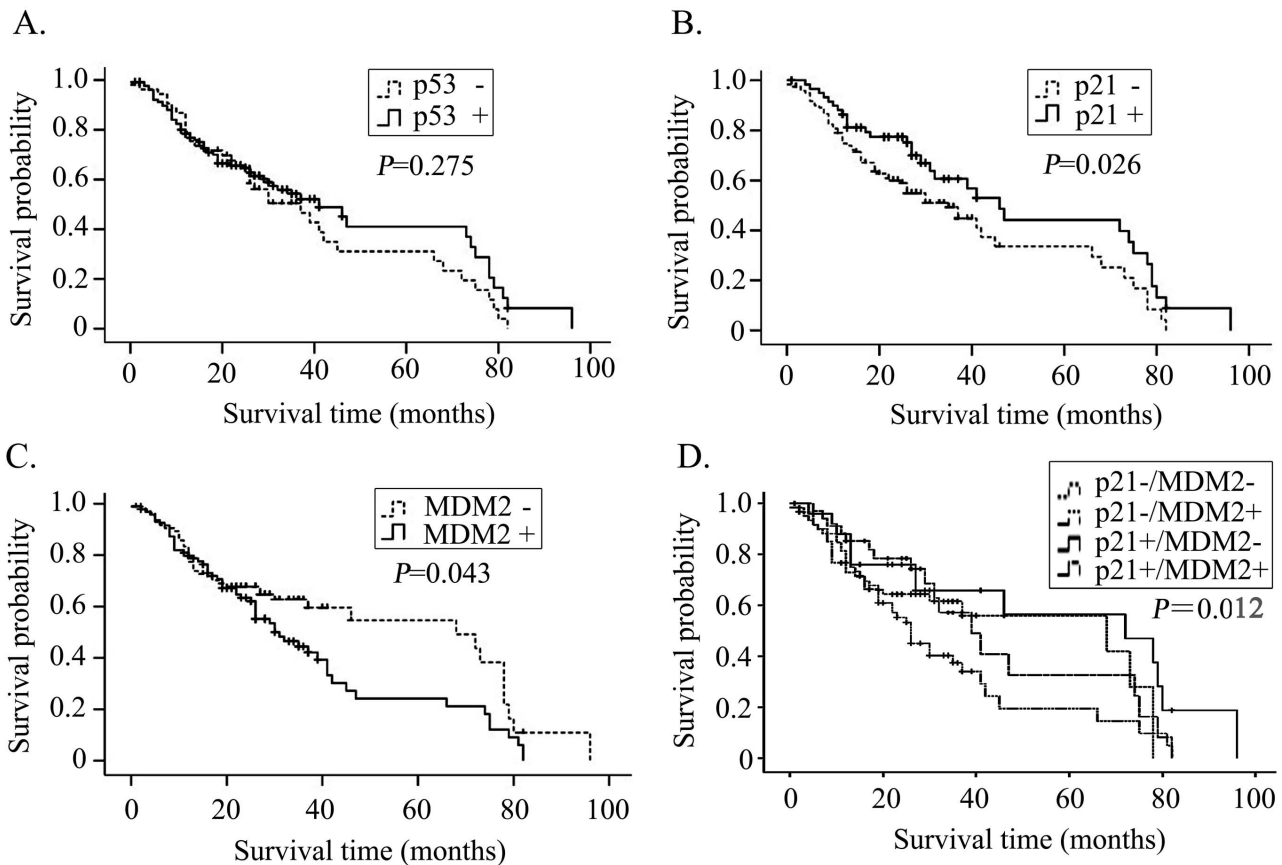 A.
Survival probability
1.0
0.8
0.6
0.4
0.2
0
p53 -
p53 +
P=0.275
0 20 40 60 80 100
Survival time (months)
B.
Survival probability
1.0
0.8
0.6
0.4
0.2
0
p21 -
p21 +
P=0.026
0 20 40 60 80 100
Survival time (months)
C.
Survival probability
1.0
0.8
0.6
0.4
0.2
0
MDM2 -
MDM2 +
P=0.043
0 20 40 60 80 100
Survival time (months)
D.
Survival probability
1.0
0.8
0.6
0.4
0.2
0
p21-/MDM2-
p21-/MDM2+
p21+/MDM2-
p21+/MDM2+
P=0.012
0 20 40 60 80 100
Survival time (months)